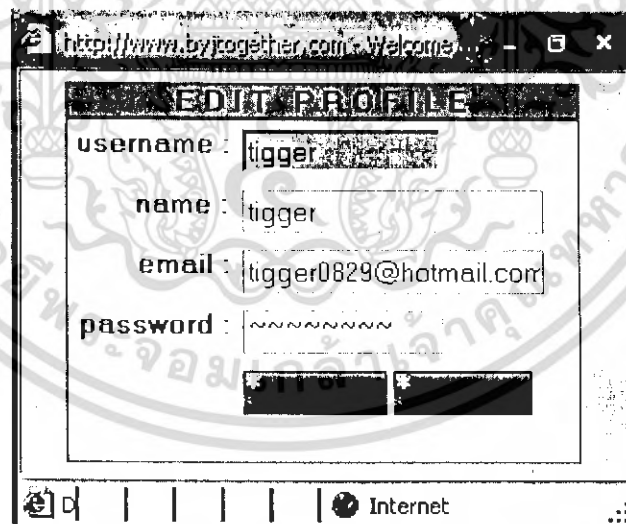 http://www.byjtogether.com - Welcome
EDIT PROFILE
username : tigger
name : tigger
email : tigger0829@hotmail.com
password : ~~~~~~~~
D
Internet